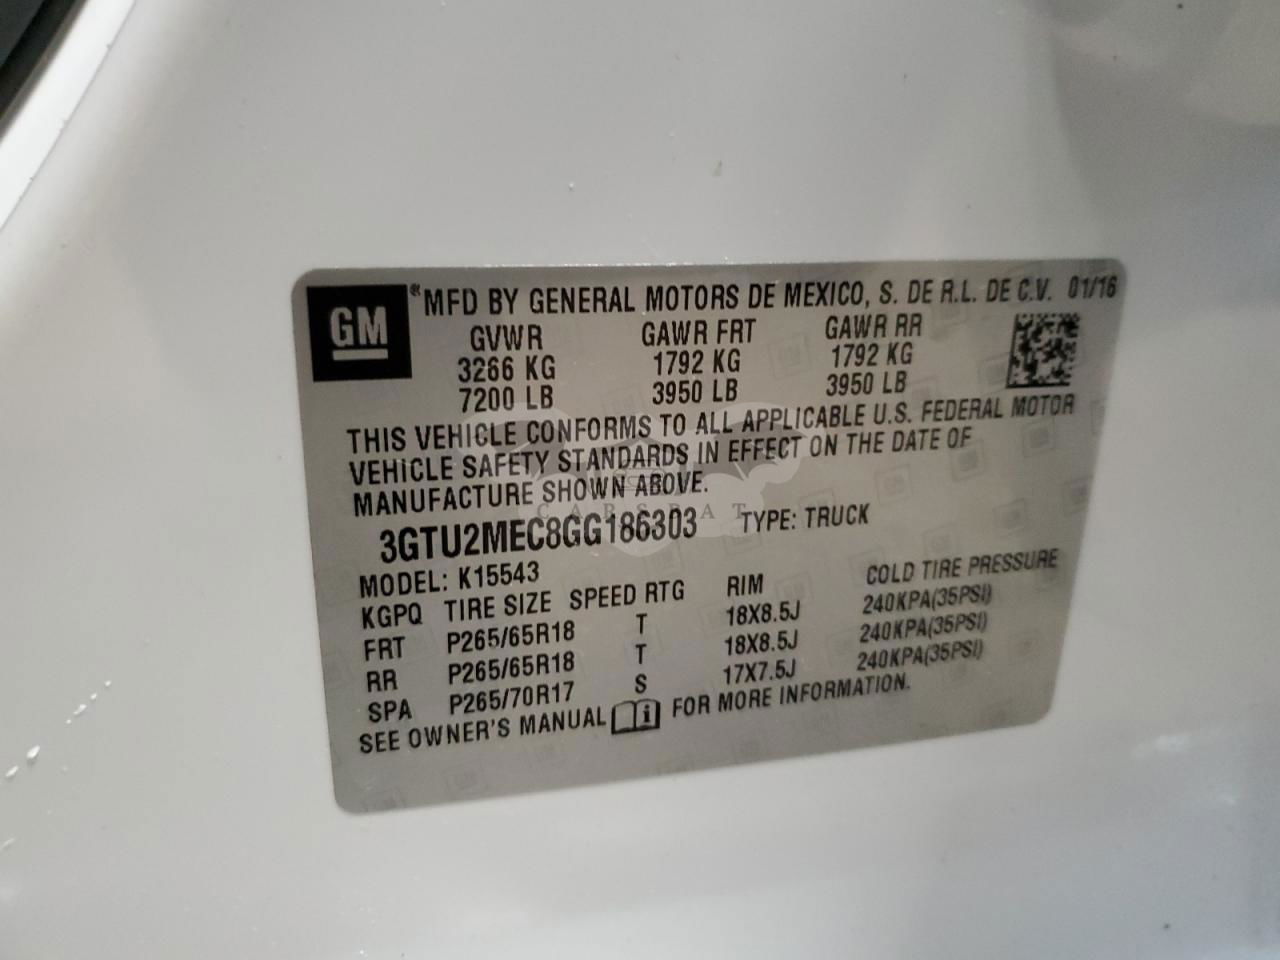 GM ® MFD BY GENERAL MOTORS DE MEXICO, S. DE R.L. DE C.V. 01/16
GVWR GAWR FRT GAWR RR
3266 KG 1792 KG 1792 KG
7200 LB 3950 LB 3950 LB
THIS VEHICLE CONFORMS TO ALL APPLICABLE U.S. FEDERAL MOTOR
VEHICLE SAFETY STANDARDS IN EFFECT ON THE DATE OF
MANUFACTURE SHOWN ABOVE.
CARSBAT
3GTU2MEC8GG186303 TYPE: TRUCK
MODEL: K15543
KGPQ TIRE SIZE SPEED RTG RIM COLD TIRE PRESSURE
FRT P265/65R18 T 18X8.5J 240KPA(35PSI)
RR P265/65R18 T 18X8.5J 240KPA(35PSI)
SPA P265/70R17 S 17X7.5J 240KPA(35PSI)
SEE OWNER'S MANUAL i FOR MORE INFORMATION.